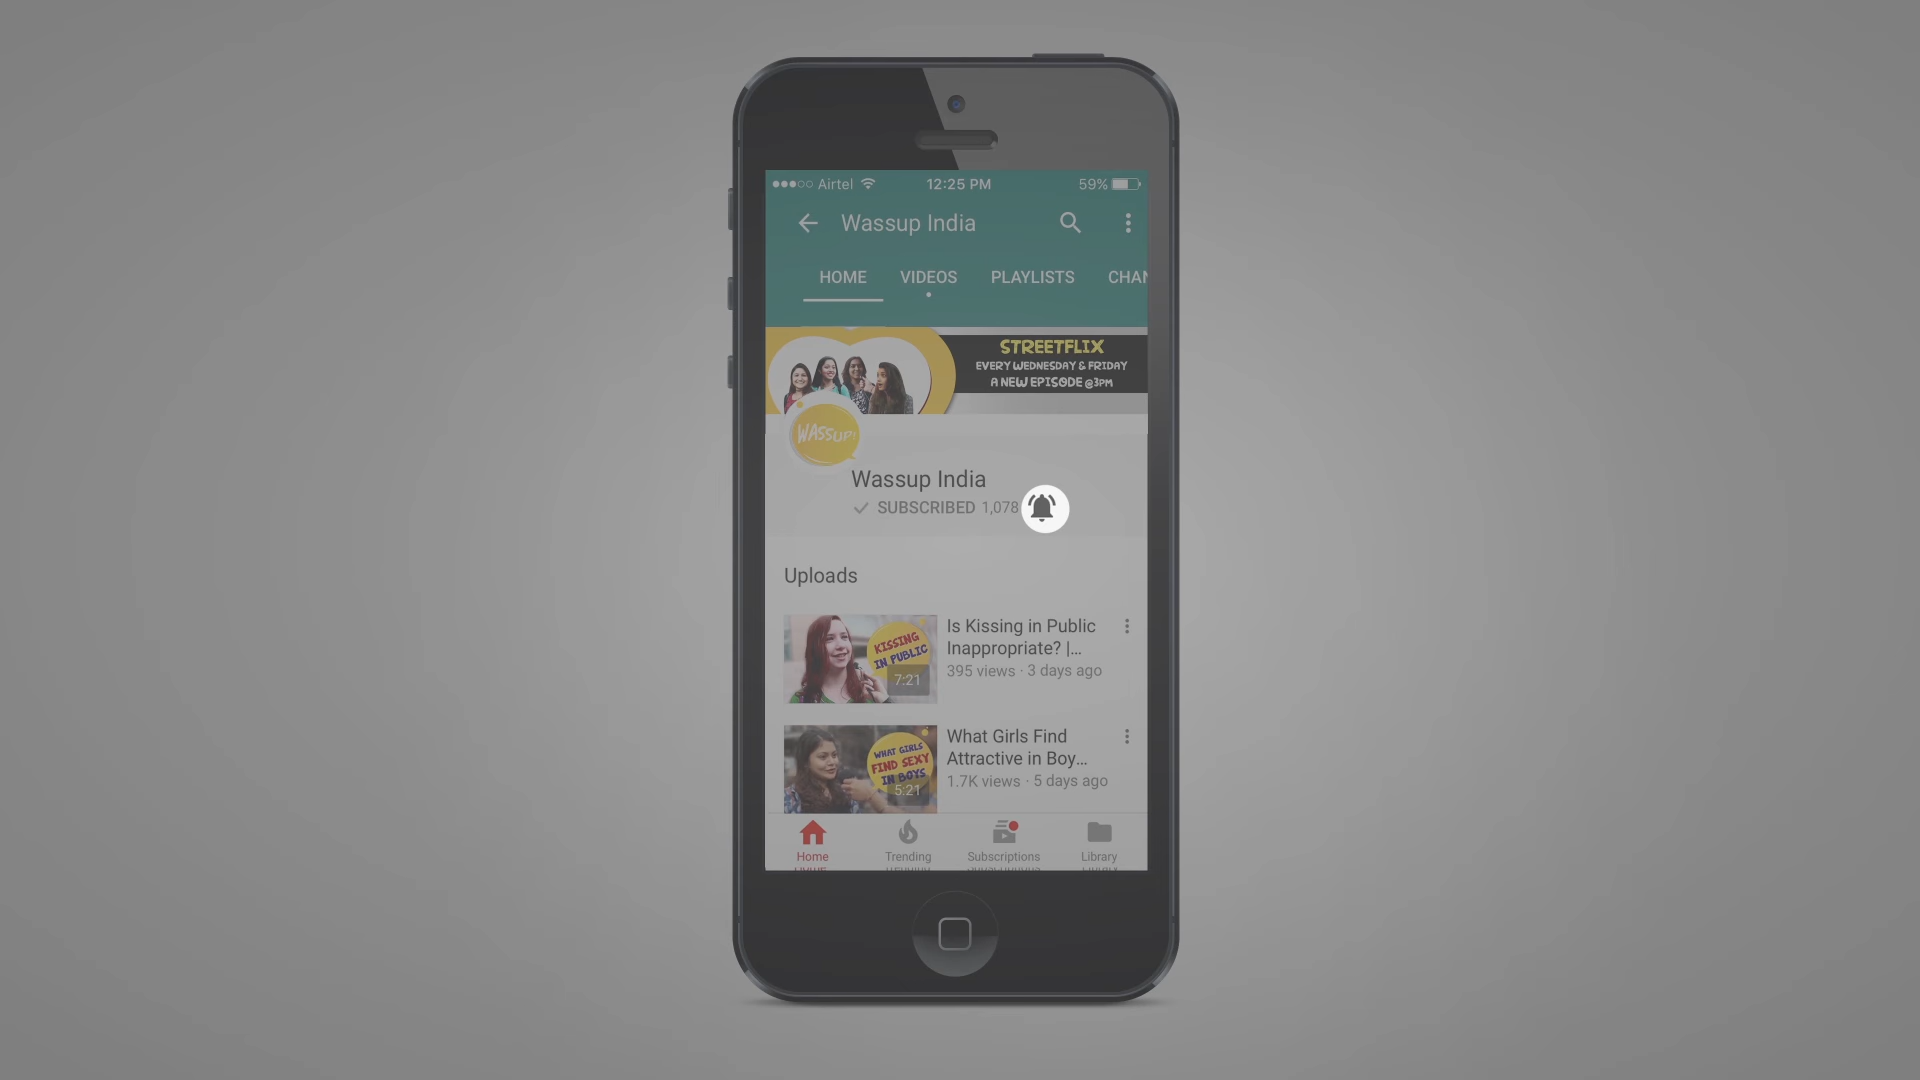 Airtel 12:25 PM 59%
Wassup India
HOME VIDEOS PLAYLISTS CHAN
STREETFLIX
EVERY WEDNESDAY & FRIDAY
A NEW EPISODE @3PM
WASSUP!
Wassup India
SUBSCRIBED 1,078
Uploads
KISSING
IN PUBLIC
7:21
Is Kissing in Public
Inappropriate? |...
395 views · 3 days ago
WHAT GIRLS
FIND SEXY
IN BOYS
5:21
What Girls Find
Attractive in Boy...
1.7K views · 5 days ago
Home Trending Subscriptions Library